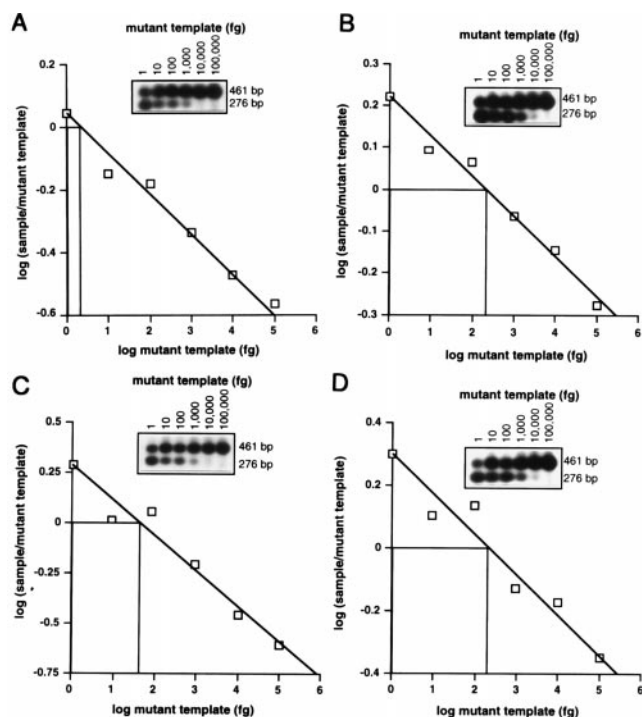 A
mutant template (fg)
1 10 100 1,000 10,000 100,000
461 bp
276 bp
0.2
0
-0.2
-0.6
log (sample/mutant template)
0 1 2 3 4 5 6
log mutant template (fg)
B
mutant template (fg)
1 10 100 1,000 10,000 100,000
461 bp
276 bp
0.3
0.2
0.1
0
-0.1
-0.3
log (sample/mutant template)
0 1 2 3 4 5 6
log mutant template (fg)
C
mutant template (fg)
1 10 100 1,000 10,000 100,000
461 bp
276 bp
0.5
0.25
0
-0.25
-0.5
-0.75
log (sample/mutant template)
0 1 2 3 4 5 6
log mutant template (fg)
D
mutant template (fg)
1 10 100 1,000 10,000 100,000
461 bp
276 bp
0.4
0.2
0
-0.2
-0.4
log (sample/mutant template)
0 1 2 3 4 5 6
log mutant template (fg)